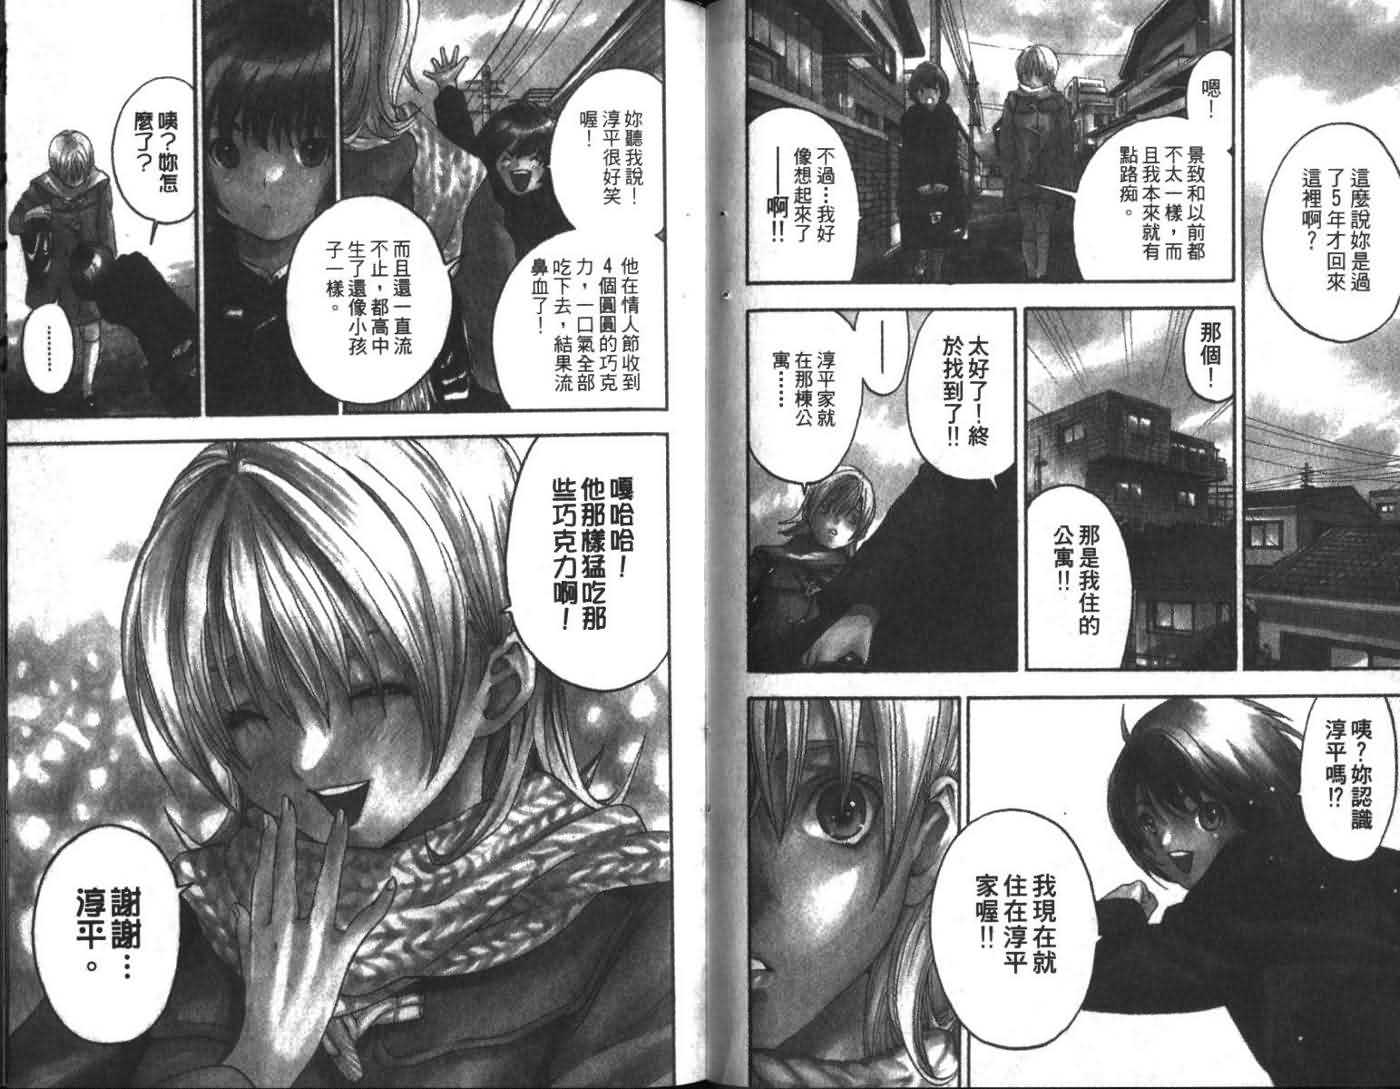 這麼說妳是過
了5年才回來
這裡啊?
嗯!
景致和以前都
不太一樣,而
且我本來就有
點路痴。
不過…我好
像想起來了
——啊!!
那個!
那是我住的
公寓!!
太好了!終
於找到了!!
——
淳平家就
在那棟公
寓……
咦?妳認識
淳平嗎!?
我現在就
住在淳平
家喔!!
妳聽我說!
淳平很好笑
喔!
他在情人節收到
4個圓圓的巧克
力,一口氣全部
吃下去,結果流
鼻血了!
而且還一直流
不止,都高中
生了還像小孩
子一樣。
咦?妳怎
麼了?
………
嘎哈哈!
他那樣猛吃那
些巧克力啊!
謝謝…
淳平。